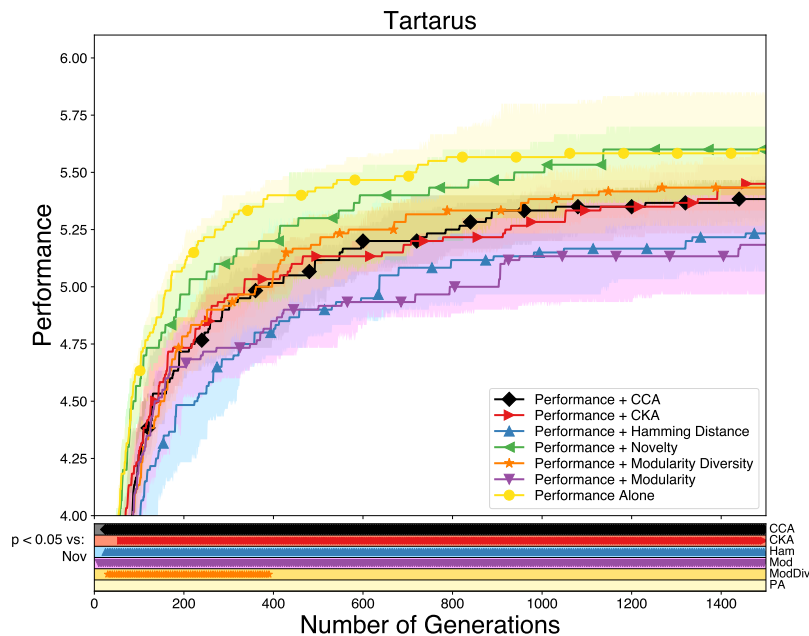 Tartarus
6.00
5.75
5.50
5.25
5.00
4.75
4.50
4.25
4.00
Performance
Performance + CCA
Performance + CKA
Performance + Hamming Distance
Performance + Novelty
Performance + Modularity Diversity
Performance + Modularity
Performance Alone
p < 0.05 vs:
Nov
CCA
CKA
Ham
Mod
ModDiv
PA
0 200 400 600 800 1000 1200 1400
Number of Generations